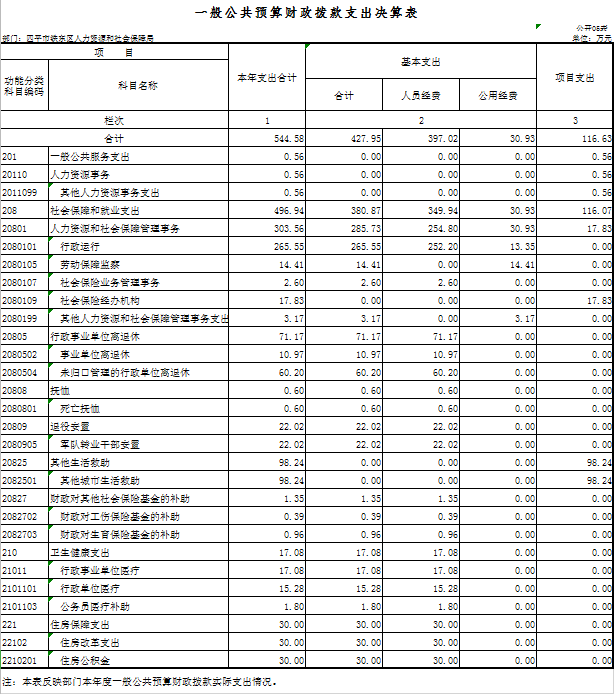 一般公共预算财政拨款支出决算表
公开05表
部门：四平市铁东区人力资源和社会保障局 单位：万元
项 目 本年支出合计 基本支出 项目支出
功能分类科目编码 科目名称 合计 人员经费 公用经费
栏次 1 2 3
合计 544.58 427.95 397.02 30.93 116.63
201 一般公共服务支出 0.56 0.00 0.00 0.00 0.56
20110 人力资源事务 0.56 0.00 0.00 0.00 0.56
2011099 其他人力资源事务支出 0.56 0.00 0.00 0.00 0.56
208 社会保障和就业支出 496.94 380.87 349.94 30.93 116.07
20801 人力资源和社会保障管理事务 303.56 285.73 254.80 30.93 17.83
2080101 行政运行 265.55 265.55 252.20 13.35 0.00
2080105 劳动保障监察 14.41 14.41 0.00 14.41 0.00
2080107 社会保险业务管理事务 2.60 2.60 2.60 0.00 0.00
2080109 社会保险经办机构 17.83 0.00 0.00 0.00 17.83
2080199 其他人力资源和社会保障管理事务支出 3.17 3.17 0.00 3.17 0.00
20805 行政事业单位离退休 71.17 71.17 71.17 0.00 0.00
2080502 事业单位离退休 10.97 10.97 10.97 0.00 0.00
2080504 未归口管理的行政单位离退休 60.20 60.20 60.20 0.00 0.00
20808 抚恤 0.60 0.60 0.60 0.00 0.00
2080801 死亡抚恤 0.60 0.60 0.60 0.00 0.00
20809 退役安置 22.02 22.02 22.02 0.00 0.00
2080905 军队转业干部安置 22.02 22.02 22.02 0.00 0.00
20825 其他生活救助 98.24 0.00 0.00 0.00 98.24
2082501 其他城市生活救助 98.24 0.00 0.00 0.00 98.24
20827 财政对其他社会保险基金的补助 1.35 1.35 1.35 0.00 0.00
2082702 财政对工伤保险基金的补助 0.39 0.39 0.39 0.00 0.00
2082703 财政对生育保险基金的补助 0.96 0.96 0.96 0.00 0.00
210 卫生健康支出 17.08 17.08 17.08 0.00 0.00
21011 行政事业单位医疗 17.08 17.08 17.08 0.00 0.00
2101101 行政单位医疗 15.28 15.28 15.28 0.00 0.00
2101103 公务员医疗补助 1.80 1.80 1.80 0.00 0.00
221 住房保障支出 30.00 30.00 30.00 0.00 0.00
22102 住房改革支出 30.00 30.00 30.00 0.00 0.00
2210201 住房公积金 30.00 30.00 30.00 0.00 0.00
注：本表反映部门本年度一般公共预算财政拨款实际支出情况。